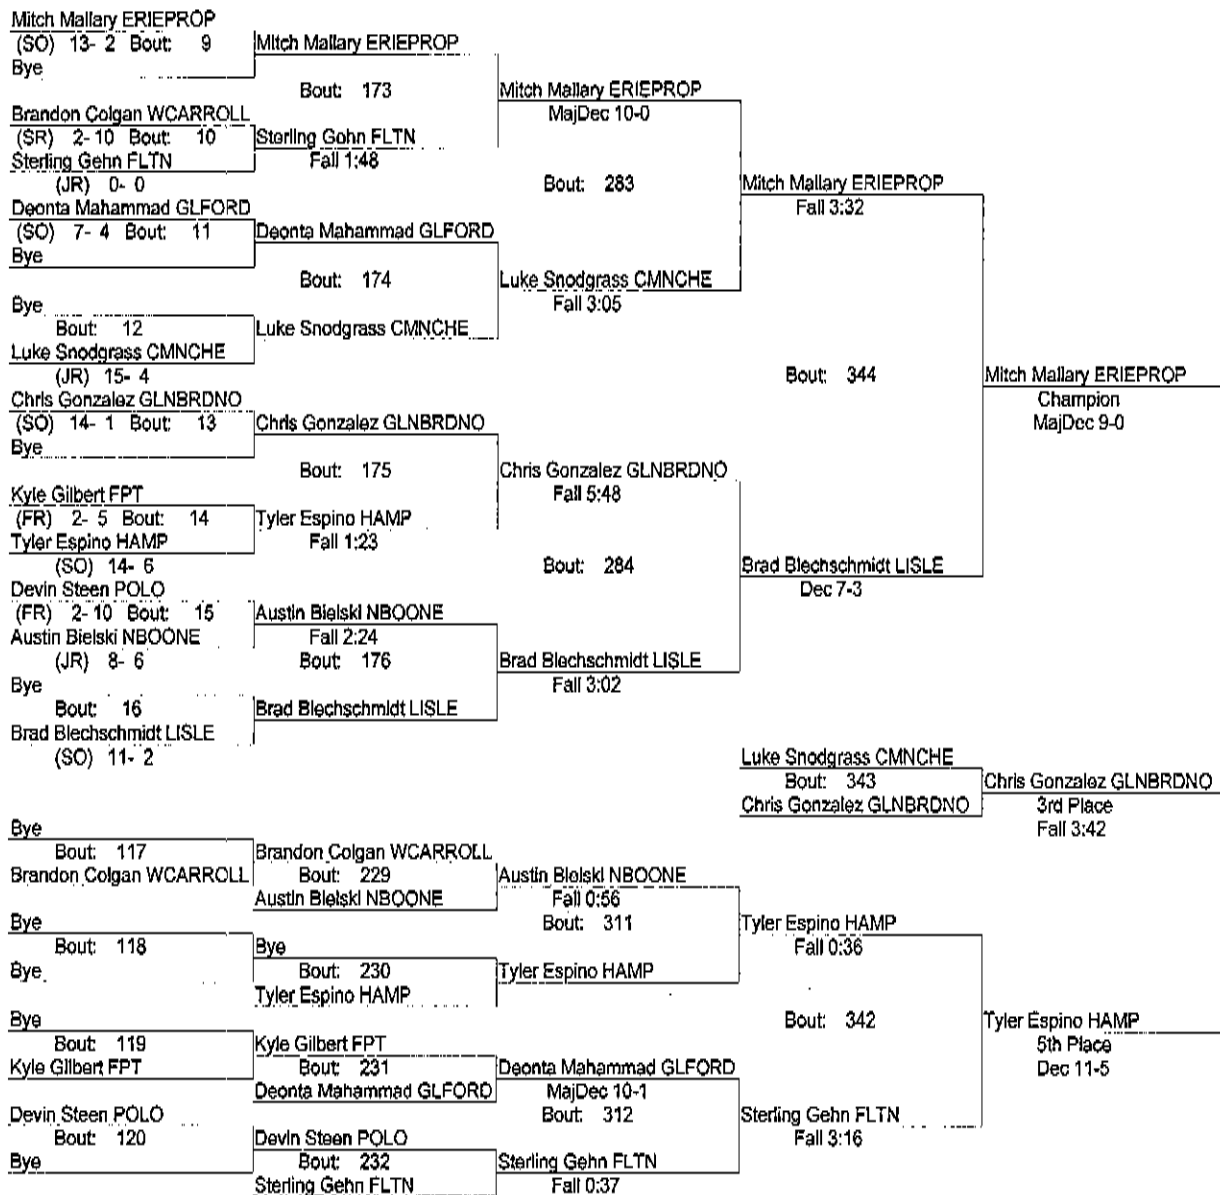 Mitch Mallary ERIEPROP
(SO) 13- 2 Bout: 9
Bye
Mitch Mallary ERIEPROP
Bout: 173
Brandon Colgan WCARROLL
(SR) 2- 10 Bout: 10
Sterling Gehn FLTN
(JR) 0- 0
Sterling Gehn FLTN
Fall 1:48
Mitch Mallary ERIEPROP
MajDec 10-0
Bout: 283
Deonta Mahammad GLFORD
(SO) 7- 4 Bout: 11
Bye
Deonta Mahammad GLFORD
Bout: 174
Bye
Bout: 12
Luke Snodgrass CMNCHE
(JR) 15- 4
Luke Snodgrass CMNCHE
Luke Snodgrass CMNCHE
Fall 3:05
Mitch Mallary ERIEPROP
Fall 3:32
Bout: 344
Mitch Mallary ERIEPROP
Champion
MajDec 9-0
Chris Gonzalez GLNBRDNO
(SO) 14- 1 Bout: 13
Bye
Chris Gonzalez GLNBRDNO
Bout: 175
Kyle Gilbert FPT
(FR) 2- 5 Bout: 14
Tyler Espino HAMP
(SO) 14- 6
Tyler Espino HAMP
Fall 1:23
Chris Gonzalez GLNBRDNO
Fall 5:48
Bout: 284
Devin Steen POLO
(FR) 2- 10 Bout: 15
Austin Bielski NBOONE
(JR) 8- 6
Austin Bielski NBOONE
Fall 2:24
Bout: 176
Bye
Bout: 16
Brad Blechschmidt LISLE
(SO) 11- 2
Brad Blechschmidt LISLE
Brad Blechschmidt LISLE
Fall 3:02
Brad Blechschmidt LISLE
Dec 7-3
Luke Snodgrass CMNCHE
Bout: 343
Chris Gonzalez GLNBRDNO
Chris Gonzalez GLNBRDNO
3rd Place
Fall 3:42
Bye
Bout: 117
Brandon Colgan WCARROLL
Brandon Colgan WCARROLL
Bout: 229
Austin Bielski NBOONE
Austin Bielski NBOONE
Fall 0:56
Bout: 311
Bye
Bout: 118
Bye
Bye
Bout: 230
Tyler Espino HAMP
Tyler Espino HAMP
Tyler Espino HAMP
Fall 0:36
Bout: 342
Bye
Bout: 119
Kyle Gilbert FPT
Kyle Gilbert FPT
Bout: 231
Deonta Mahammad GLFORD
Deonta Mahammad GLFORD
MajDec 10-1
Bout: 312
Devin Steen POLO
Bout: 120
Bye
Devin Steen POLO
Bout: 232
Sterling Gehn FLTN
Sterling Gehn FLTN
Fall 0:37
Sterling Gehn FLTN
Fall 3:16
Tyler Espino HAMP
5th Place
Dec 11-5